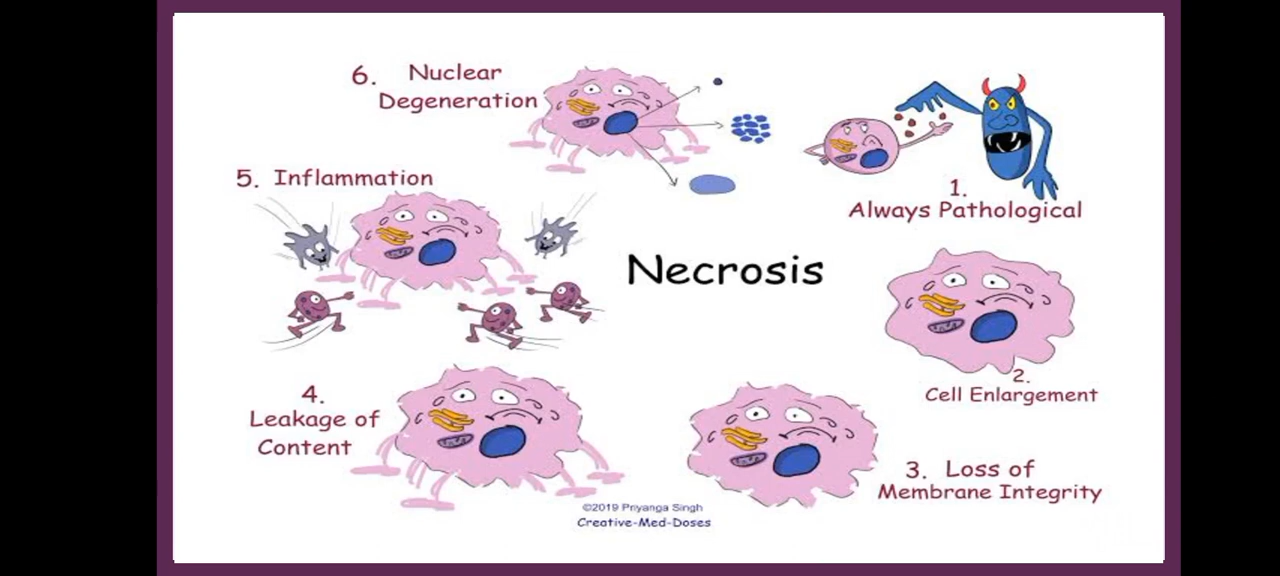 Necrosis
1.
Always Pathological
2.
Cell Enlargement
3. Loss of
Membrane Integrity
4.
Leakage of
Content
5. Inflammation
6. Nuclear
Degeneration
©2019 Priyanga Singh
Creative-Med-Doses